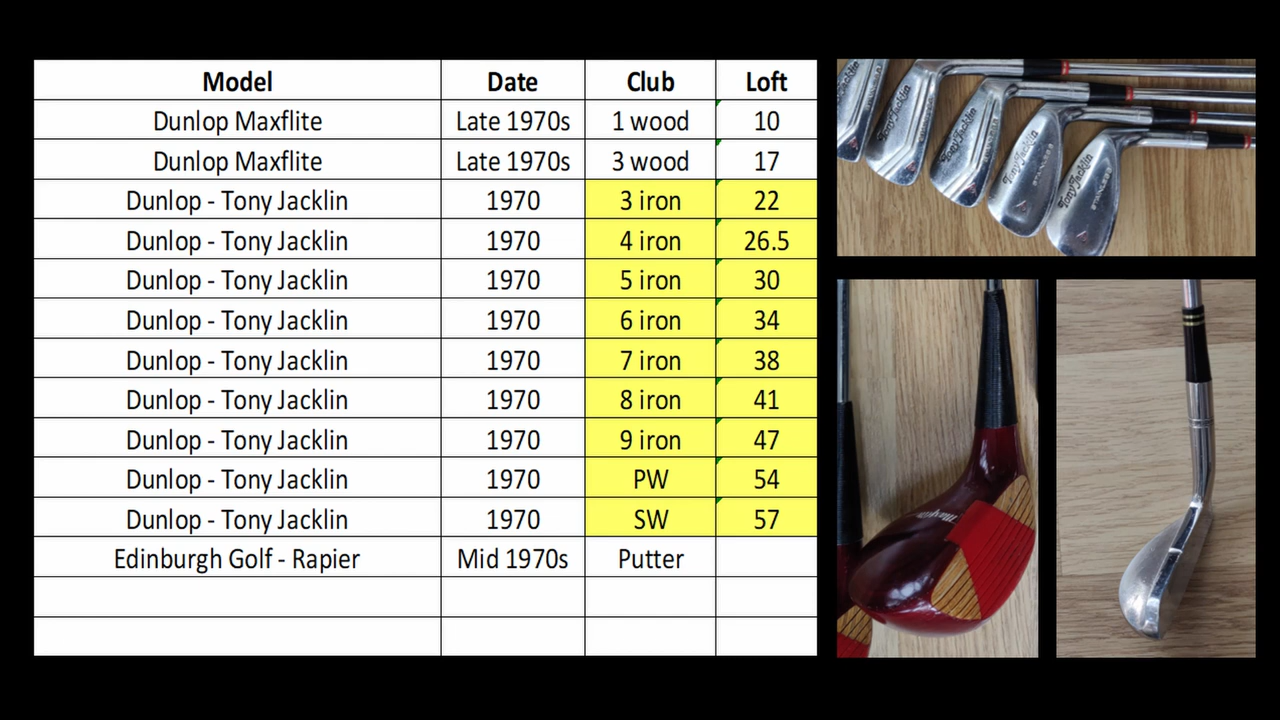 Model Date Club Loft
Dunlop Maxflite Late 1970s 1 wood 10
Dunlop Maxflite Late 1970s 3 wood 17
Dunlop - Tony Jacklin 1970 3 iron 22
Dunlop - Tony Jacklin 1970 4 iron 26.5
Dunlop - Tony Jacklin 1970 5 iron 30
Dunlop - Tony Jacklin 1970 6 iron 34
Dunlop - Tony Jacklin 1970 7 iron 38
Dunlop - Tony Jacklin 1970 8 iron 41
Dunlop - Tony Jacklin 1970 9 iron 47
Dunlop - Tony Jacklin 1970 PW 54
Dunlop - Tony Jacklin 1970 SW 57
Edinburgh Golf - Rapier Mid 1970s Putter
Tony Jacklin
Tony Jacklin
Tony Jacklin
STAINLESS
Tony Jacklin
STAINLESS